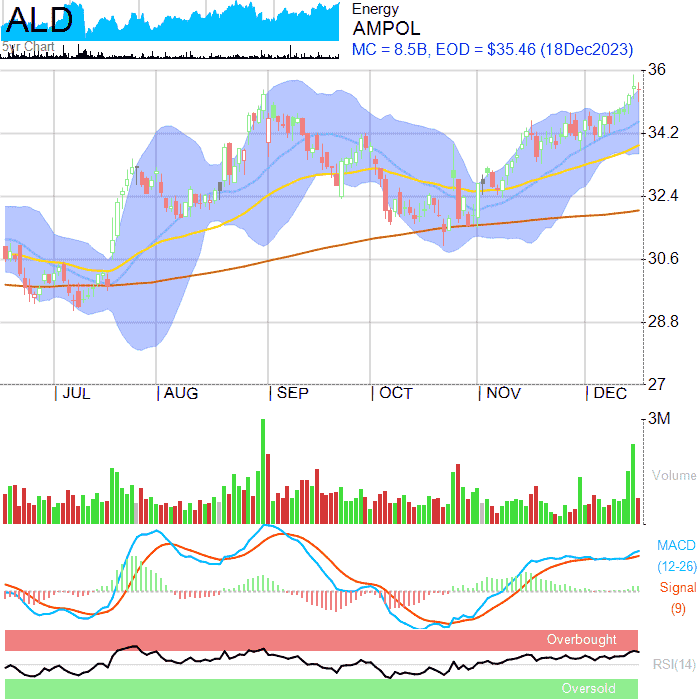 ALD
5yr Chart
Energy
AMPOL
MC = 8.5B, EOD = $35.46 (18Dec2023)
36
34.2
32.4
30.6
28.8
27
JUL AUG SEP OCT NOV DEC
3M
Volume
MACD
(12-26)
Signal
(9)
Overbought
RSI(14)
Oversold